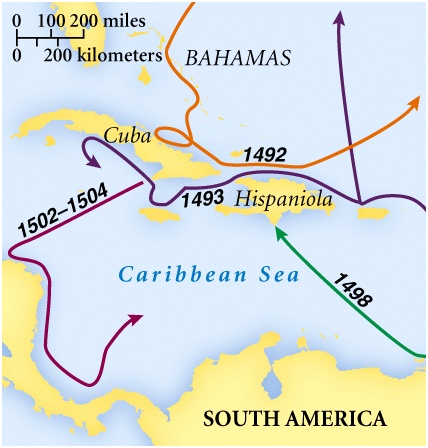 0 100 200 miles
0 200 kilometers
BAHAMAS
Cuba
1492
1493
Hispaniola
1502–1504
Caribbean Sea
1498
SOUTH AMERICA